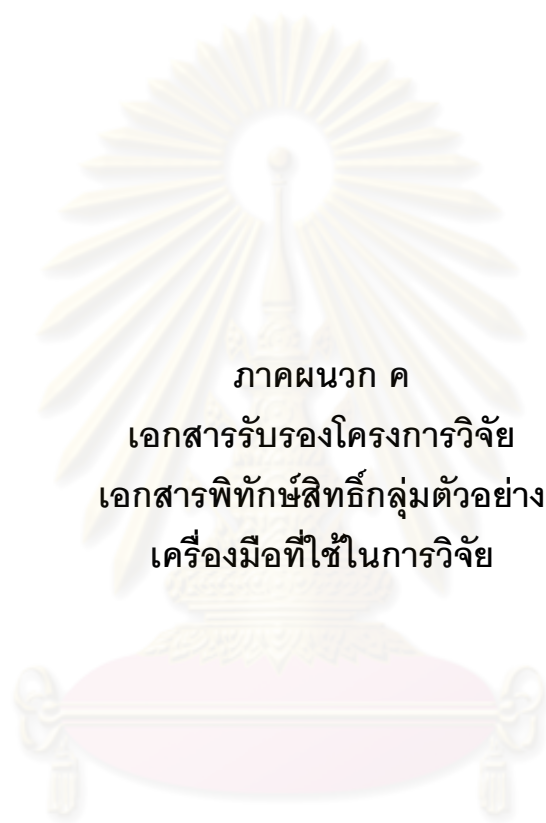 ภาคผนวก ค
เอกสารรับรองโครงการวิจัย
เอกสารพิทักษ์สิทธิ์กลุ่มตัวอย่าง
เครื่องมือที่ใช้ในการวิจัย